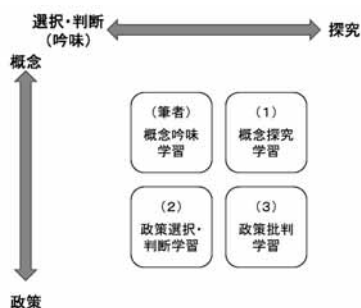 選択・判断
(吟味)
探究
概念
(筆者)
概念吟味
学習
(1)
概念探究
学習
(2)
政策選択・
判断学習
(3)
政策批判
学習
政策